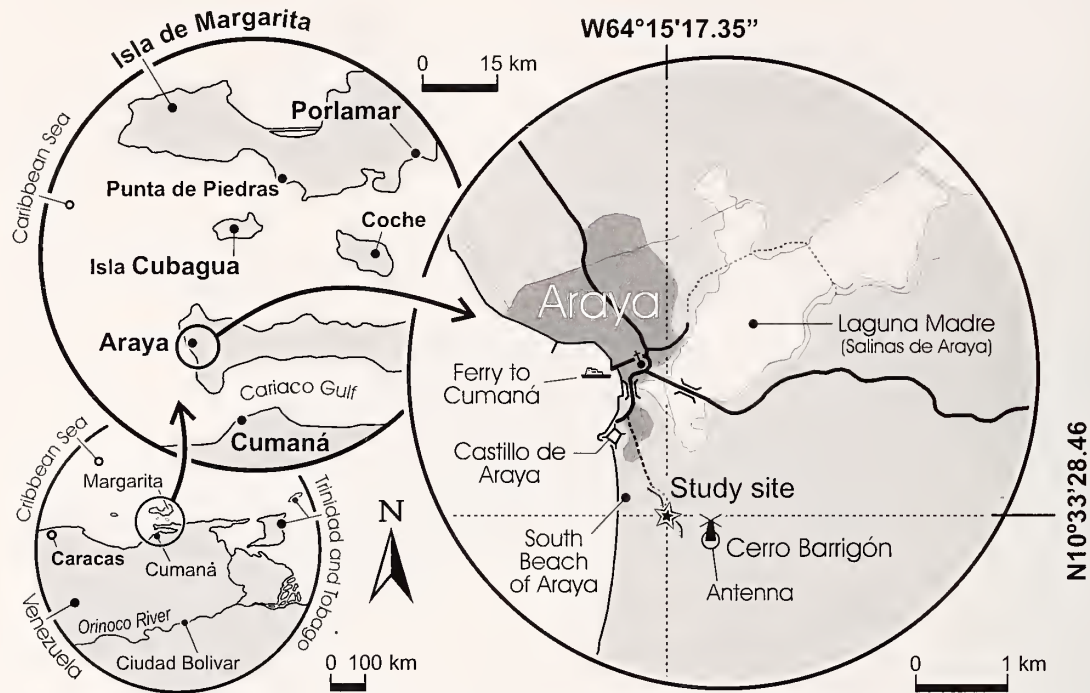 Isla de Margarita
0 15 km
Porlamar
Punta de Piedras
Coche
Isla Cubagua
Araya
Cariaco Gulf
Cumaná
Caribbean Sea
W64°15'17.35"
Araya
Ferry to
Cumaná
Castillo de
Araya
Laguna Madre
(Salinas de Araya)
Study site
South
Beach
of Araya
Cerro Barrigón
Antenna
N10º33'28.46
0 1 km
Cribbean Sea
Margarita
Caracas
Cumaná
Trinidad and Tobago
Venezuela
Orinoco River
Ciudad Bolivar
N
0 100 km